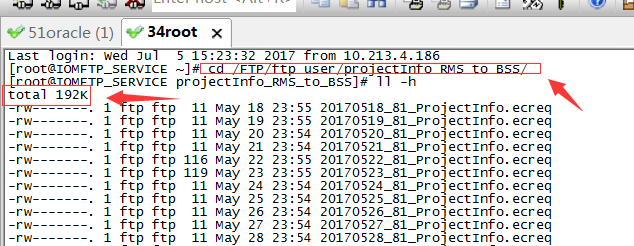 Enter host <Alt+R>
51oracle (1) 34root ×
Last login: Wed Jul  5 15:23:32 2017 from 10.213.4.186
[root@IOMFTP_SERVICE ~]# cd /FTP/ftp_user/projectInfo_RMS_to_BSS/
[root@IOMFTP_SERVICE projectInfo_RMS_to_BSS]# ll -h
total 192K
-rw-------. 1 ftp ftp  11 May 18 23:55 20170518_81_ProjectInfo.ecreq
-rw-------. 1 ftp ftp  11 May 19 23:55 20170519_81_ProjectInfo.ecreq
-rw-------. 1 ftp ftp  11 May 20 23:54 20170520_81_ProjectInfo.ecreq
-rw-------. 1 ftp ftp  11 May 21 23:54 20170521_81_ProjectInfo.ecreq
-rw-------. 1 ftp ftp 116 May 22 23:55 20170522_81_ProjectInfo.ecreq
-rw-------. 1 ftp ftp 119 May 23 23:55 20170523_81_ProjectInfo.ecreq
-rw-------. 1 ftp ftp  11 May 24 23:54 20170524_81_ProjectInfo.ecreq
-rw-------. 1 ftp ftp  11 May 25 23:54 20170525_81_ProjectInfo.ecreq
-rw-------. 1 ftp ftp  11 May 26 23:54 20170526_81_ProjectInfo.ecreq
-rw-------. 1 ftp ftp  11 May 27 23:54 20170527_81_ProjectInfo.ecreq
-rw-------. 1 ftp ftp  11 May 28 23:54 20170528_81_ProjectInfo.ecreq